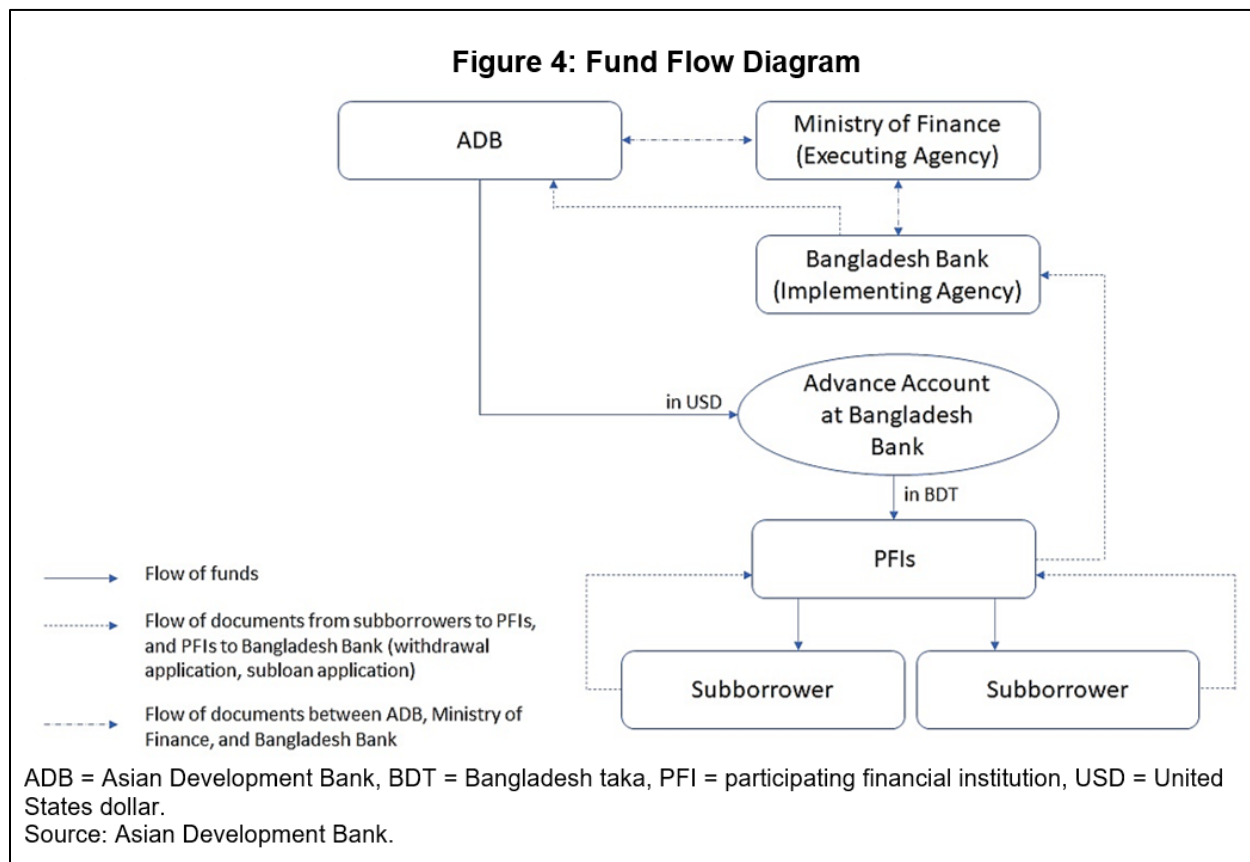 Figure 4: Fund Flow Diagram
ADB
Ministry of Finance
(Executing Agency)
Bangladesh Bank
(Implementing Agency)
in USD
Advance Account
at Bangladesh
Bank
in BDT
PFIs
Subborrower
Subborrower
Flow of funds
Flow of documents from subborrowers to PFIs,
and PFIs to Bangladesh Bank (withdrawal
application, subloan application)
Flow of documents between ADB, Ministry of
Finance, and Bangladesh Bank
ADB = Asian Development Bank, BDT = Bangladesh taka, PFI = participating financial institution, USD = United
States dollar.
Source: Asian Development Bank.